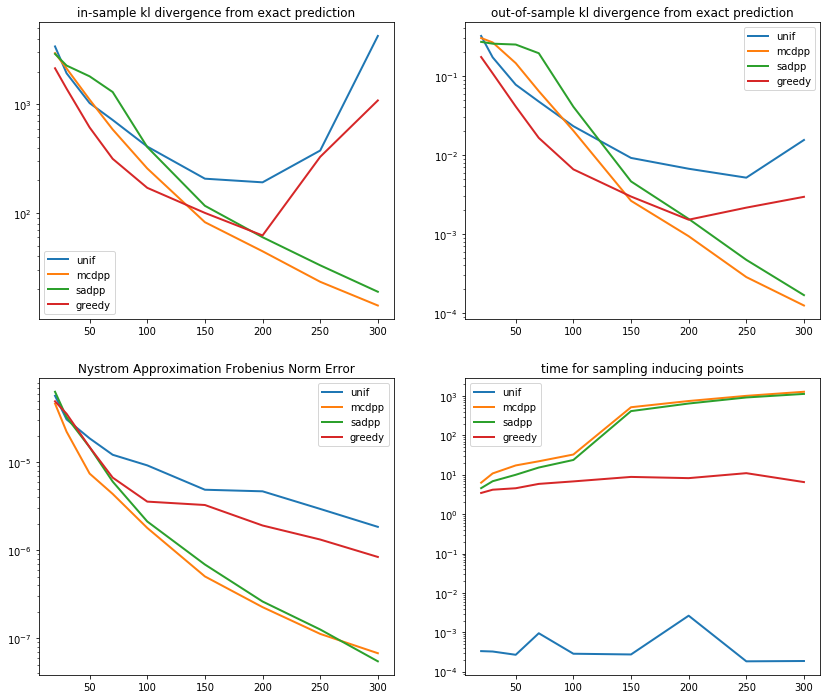 in-sample kl divergence from exact prediction
10^3
10^2
unif
mcdpp
sadpp
greedy
50 100 150 200 250 300
out-of-sample kl divergence from exact prediction
unif
mcdpp
sadpp
greedy
10^−1
10^−2
10^−3
10^−4
50 100 150 200 250 300
Nystrom Approximation Frobenius Norm Error
unif
mcdpp
sadpp
greedy
10^−5
10^−6
10^−7
50 100 150 200 250 300
time for sampling inducing points
unif
mcdpp
sadpp
greedy
10^3
10^2
10^1
10^0
10^−1
10^−2
10^−3
10^−4
50 100 150 200 250 300